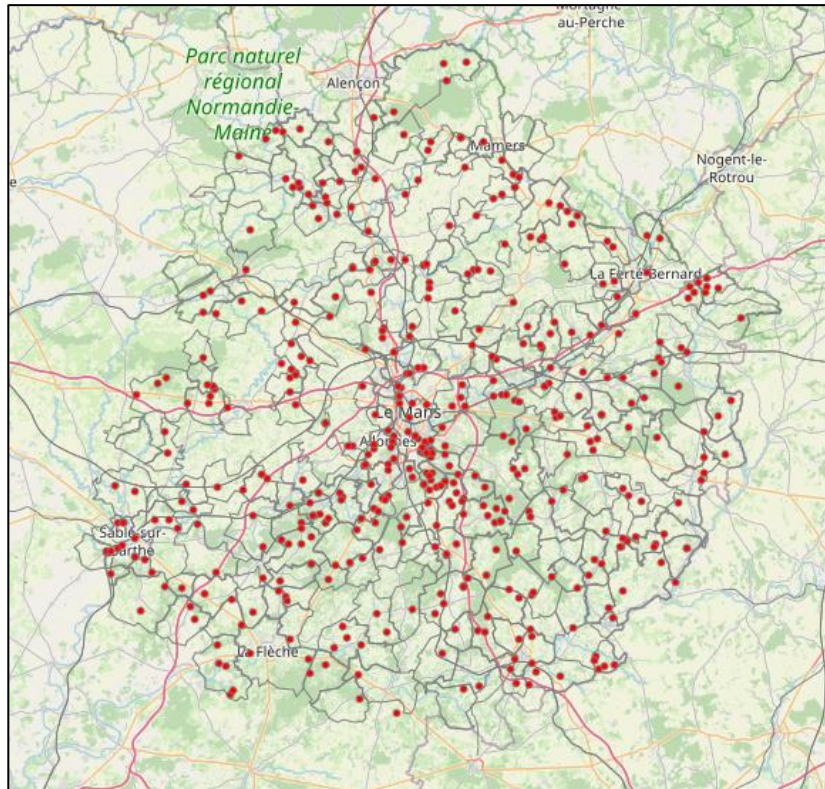 Mortagne
au-Perche
Parc naturel
régional
Normandie-
Maine
Alençon
Mamers
Nogent-le-
Rotrou
La Ferté-Bernard
Le Mans
Allonnes
Sablé-sur-
Sarthe
La Flèche